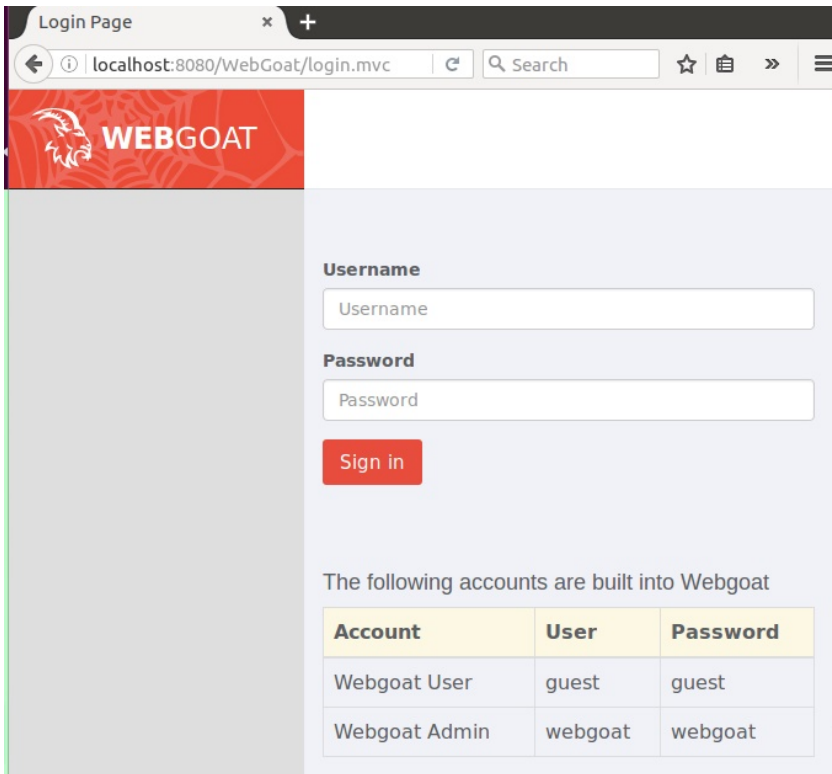 Login Page × +
localhost:8080/WebGoat/login.mvc Search
WEBGOAT
Username
Username
Password
Password
Sign in
The following accounts are built into Webgoat
Account User Password
Webgoat User guest guest
Webgoat Admin webgoat webgoat